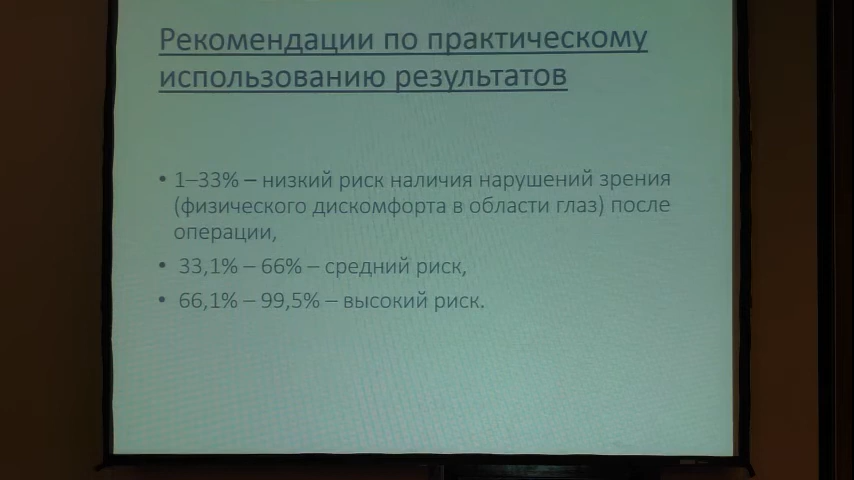 Рекомендации по практическому
использованию результатов
• 1–33% – низкий риск наличия нарушений зрения
(физического дискомфорта в области глаз) после
операции,
• 33,1% – 66% – средний риск,
• 66,1% – 99,5% – высокий риск.